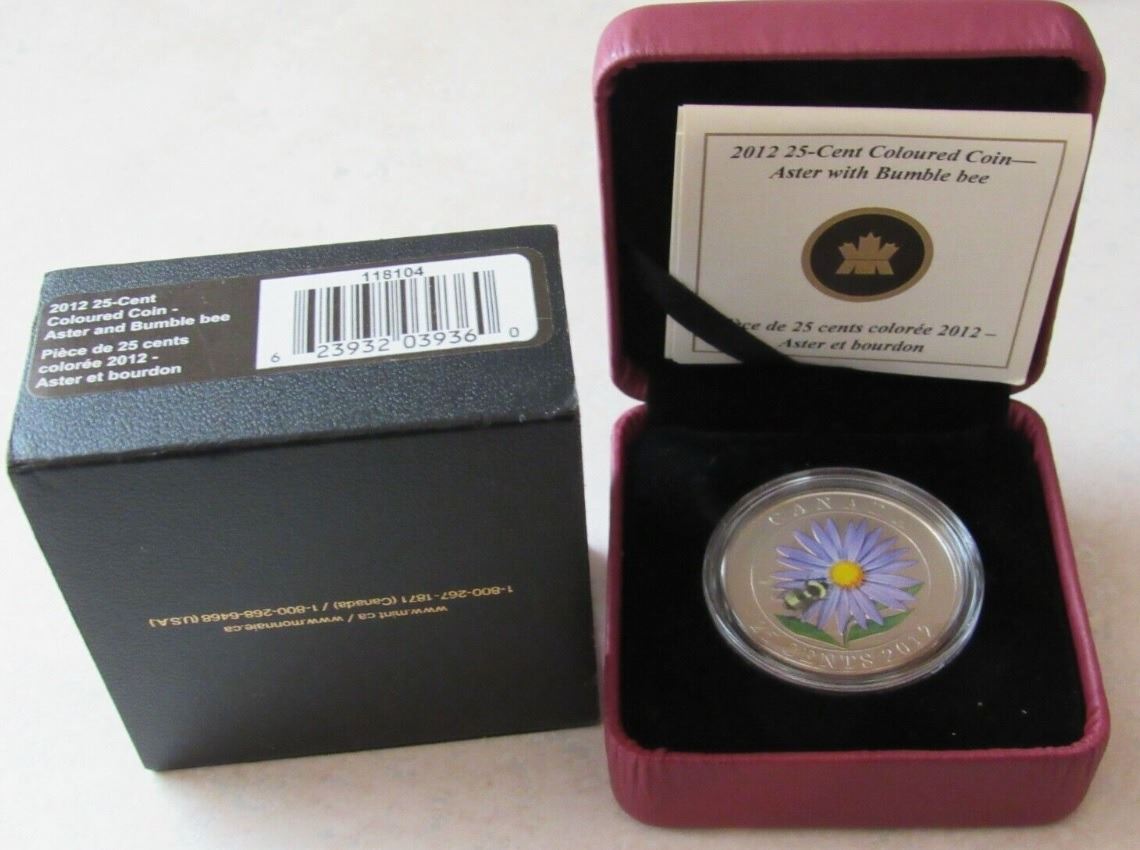 2012 25-Cent
Coloured Coin -
Aster and Bumble bee
Pièce de 25 cents
colorée 2012 -
Aster et bourdon
118104
6 23932 03936 0
www.mint.ca / www.monnaie.ca
1-800-267-1871 (Canada) / 1-800-268-6468 (U.S.A.)
2012 25-Cent Coloured Coin—
Aster with Bumble bee
de 25 cents colorée 2012 –
Aster et bourdon
CANADA
25 CENTS 2012